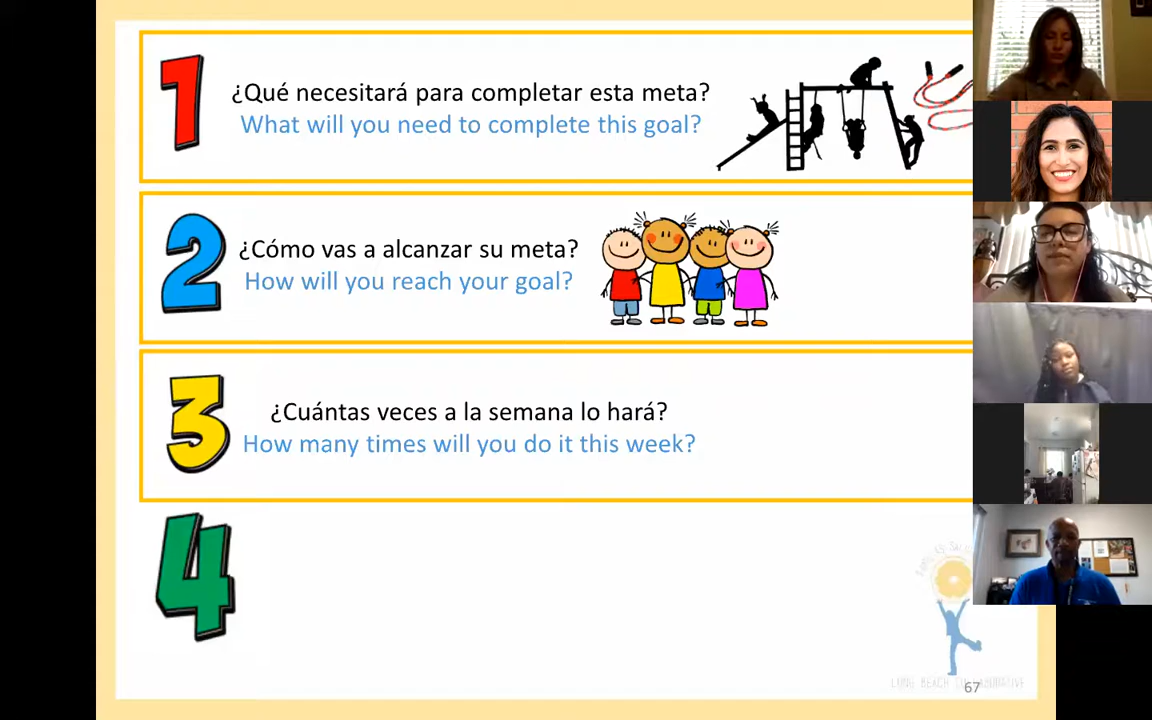 1
¿Qué necesitará para completar esta meta?
What will you need to complete this goal?
2
¿Cómo vas a alcanzar su meta?
How will you reach your goal?
3
¿Cuántas veces a la semana lo hará?
How many times will you do it this week?
4
LONG BEACH
67